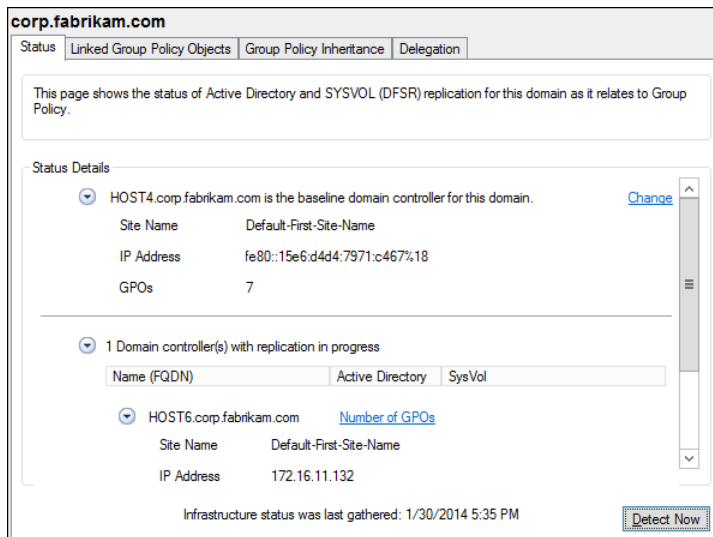 corp.fabrikam.com
Status Linked Group Policy Objects Group Policy Inheritance Delegation
This page shows the status of Active Directory and SYSVOL (DFSR) replication for this domain as it relates to Group
Policy.
Status Details
HOST4.corp.fabrikam.com is the baseline domain controller for this domain. Change
Site Name Default-First-Site-Name
IP Address fe80::15e6:d4d4:7971:c467%18
GPOs 7
1 Domain controller(s) with replication in progress
Name (FQDN) Active Directory SysVol
HOST6.corp.fabrikam.com Number of GPOs
Site Name Default-First-Site-Name
IP Address 172.16.11.132
Infrastructure status was last gathered: 1/30/2014 5:35 PM Detect Now